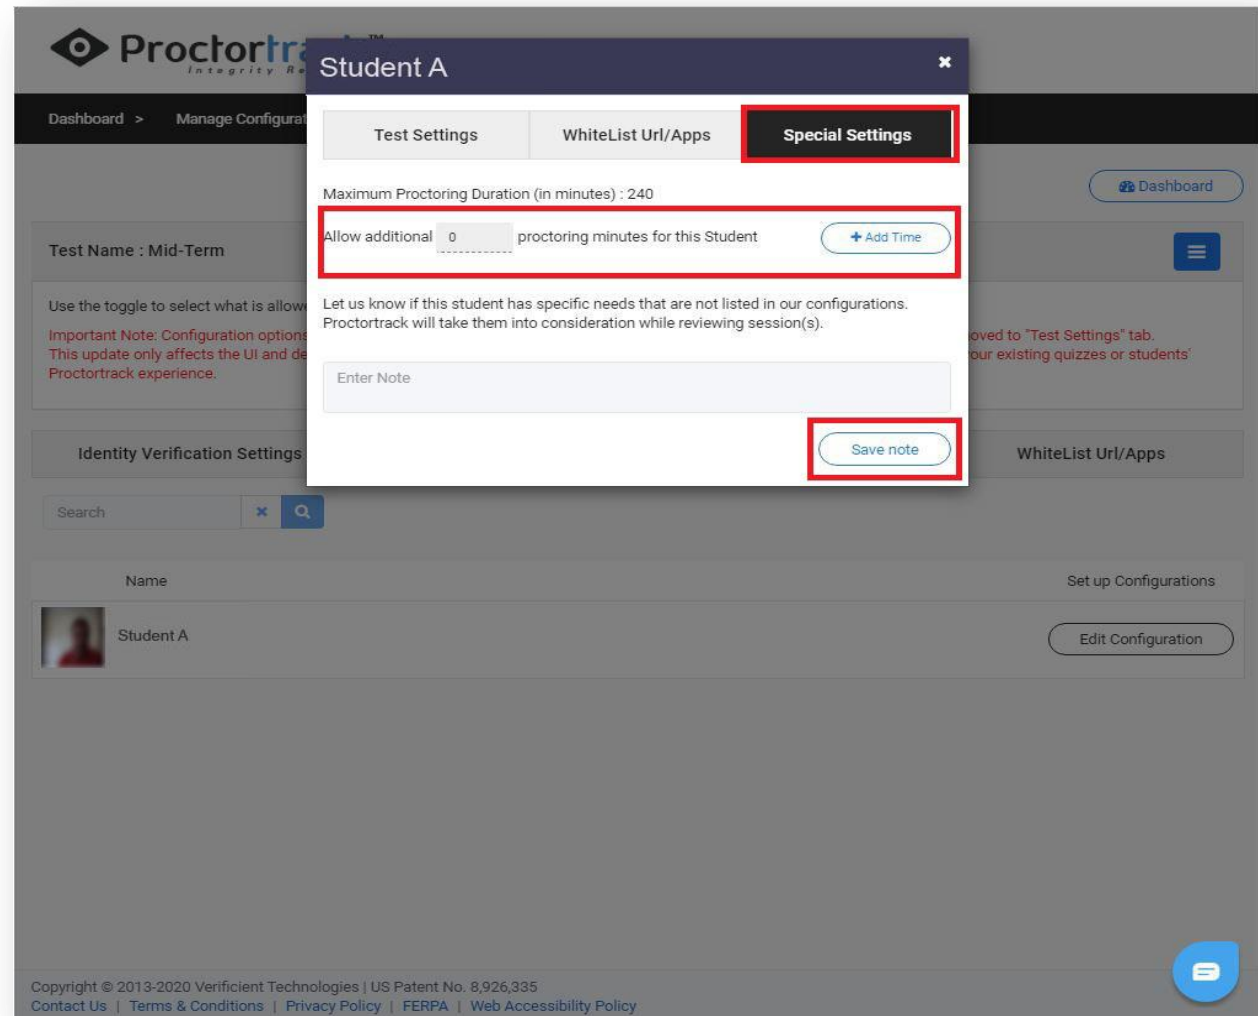 Proctortra
TM
Integrity Re
Student A
Dashboard > Manage Configurat
Test Settings
WhiteList Url/Apps
Special Settings
Dashboard
Maximum Proctoring Duration (in minutes) : 240
Allow additional 0 proctoring minutes for this Student
+ Add Time
Test Name : Mid-Term
Use the toggle to select what is allowe
Let us know if this student has specific needs that are not listed in our configurations.
Proctortrack will take them into consideration while reviewing session(s).
Important Note: Configuration options
oved to "Test Settings" tab.
This update only affects the UI and de
our existing quizzes or students'
Proctortrack experience.
Enter Note
Save note
Identity Verification Settings
WhiteList Url/Apps
Search
Name
Set up Configurations
Student A
Edit Configuration
Copyright © 2013-2020 Verificient Technologies | US Patent No. 8,926,335
Contact Us | Terms & Conditions | Privacy Policy | FERPA | Web Accessibility Policy